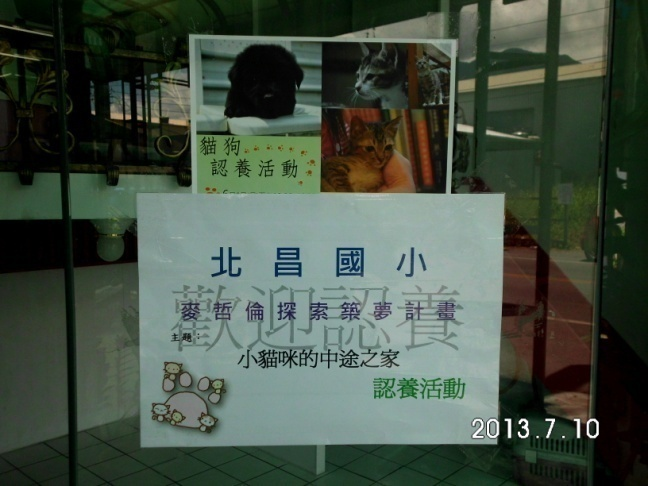 貓狗
認養活動
北昌國小
歡迎認養
麥哲倫探索築夢計畫
主題：
小貓咪的中途之家
認養活動
2013.7.10